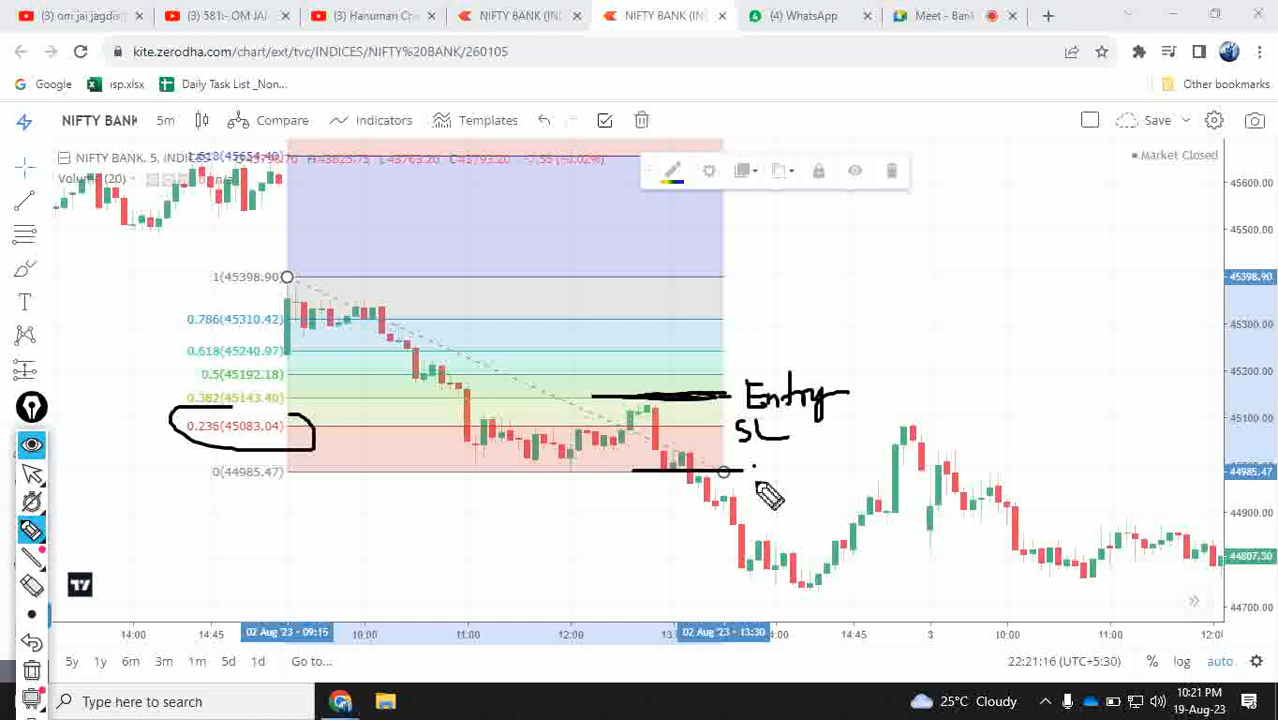 (3) om jai jagdis
(3) 581:- OM JAI
(3) Hanuman C
NIFTY BANK (IN
NIFTY BANK (IN
(4) WhatsApp
Meet - Ban
kite.zerodha.com/chart/ext/tvc/INDICES/NIFTY%20BANK/260105
Google
ısp.xlsx
Daily Task List _Non...
Other bookmarks
NIFTY BANK
5m
Compare
Indicators
Templates
Save
NIFTY BANK, 5, INDICES
Volume (20)
Market Closed
1(45398.90)
0.786(45310.42)
0.618(45240.97)
0.5(45192.18)
0.382(45143.40)
0.236(45083.04)
0(44985.47)
Entry
SL
45600.00
45500.00
45398.90
45300.00
45200.00
45100.00
44985.47
44900.00
44807.30
44700.00
14:00
14:45
02 Aug '23 - 09:15
10:00
11:00
12:00
02 Aug '23 - 13:30
14:45
3
10:00
11:00
5y 1y 6m 3m 1m 5d 1d Go to...
22:21:16 (UTC+5:30)
% log auto
Type here to search
25°C Cloudy
10:21 PM
19-Aug-23